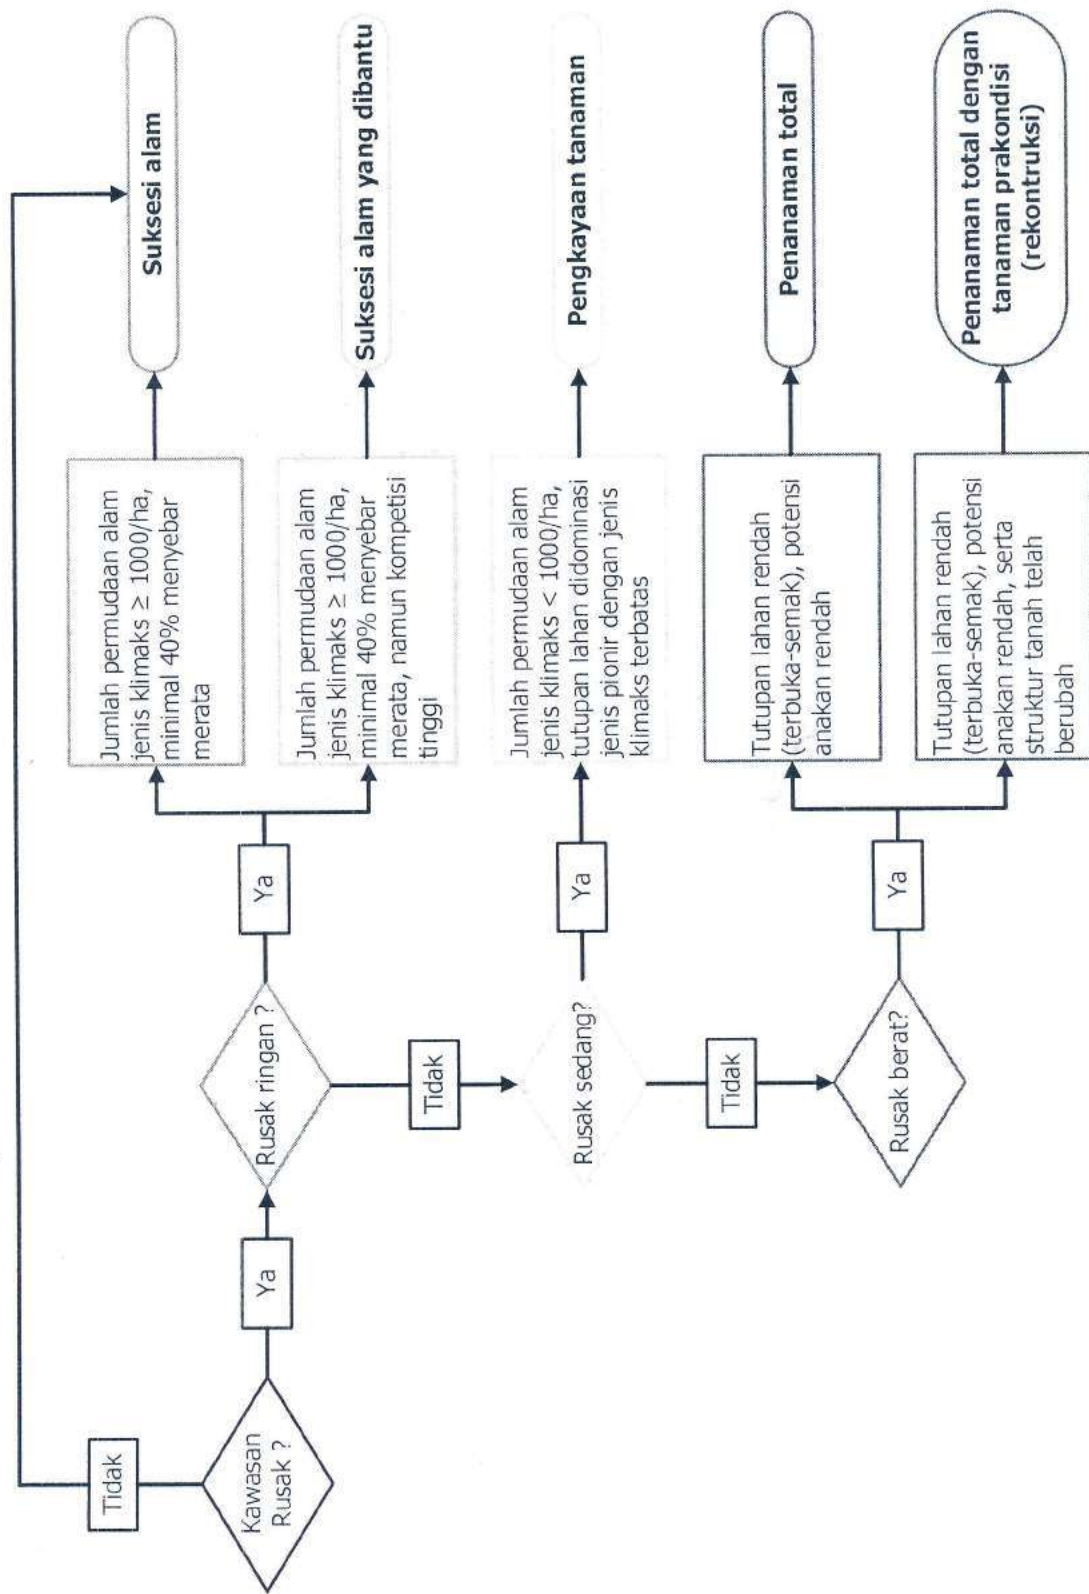 Tidak
Kawasan
Rusak ?
Ya
Rusak ringan ?
Ya
Jumlah permudaan alam
jenis klimaks ≥ 1000/ha,
minimal 40% menyebar
merata
Suksesi alam
Jumlah permudaan alam
jenis klimaks ≥ 1000/ha,
minimal 40% menyebar
merata, namun kompetisi
tinggi
Suksesi alam yang dibantu
Tidak
Rusak sedang?
Ya
Jumlah permudaan alam
jenis klimaks < 1000/ha,
tutupan lahan didominasi
jenis pionir dengan jenis
klimaks terbatas
Pengkayaan tanaman
Tidak
Rusak berat?
Ya
Tutupan lahan rendah
(terbuka-semak), potensi
anakan rendah
Penanaman total
Tutupan lahan rendah
(terbuka-semak), potensi
anakan rendah, serta
struktur tanah telah
berubah
Penanaman total dengan
tanaman prakondisi
(rekontruksi)